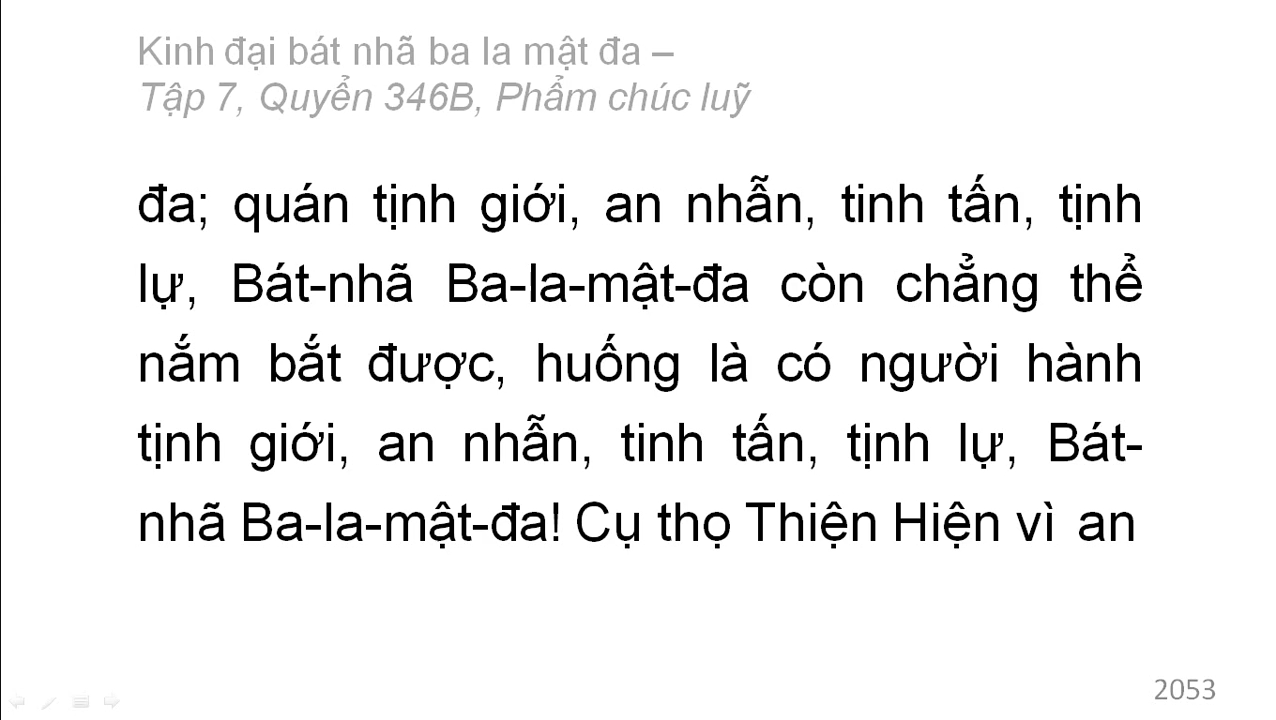 Kinh đại bát nhã ba la mật đa –
Tập 7, Quyển 346B, Phẩm chúc luỹ
đa; quán tịnh giới, an nhẫn, tinh tấn, tịnh
lự, Bát-nhã Ba-la-mật-đa còn chẳng thể
nắm bắt được, huống là có người hành
tịnh giới, an nhẫn, tinh tấn, tịnh lự, Bát-
nhã Ba-la-mật-đa! Cụ thọ Thiện Hiện vì an
2053